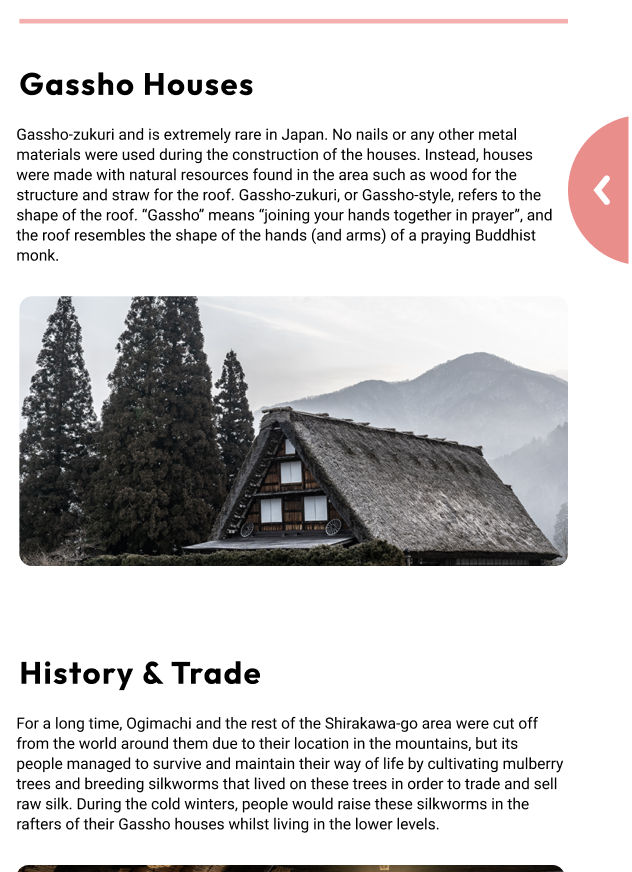 Gassho Houses
Gassho-zukuri and is extremely rare in Japan. No nails or any other metal
materials were used during the construction of the houses. Instead, houses
were made with natural resources found in the area such as wood for the
structure and straw for the roof. Gassho-zukuri, or Gassho-style, refers to the
shape of the roof. “Gassho” means “joining your hands together in prayer”, and
the roof resembles the shape of the hands (and arms) of a praying Buddhist
monk.
History & Trade
For a long time, Ogimachi and the rest of the Shirakawa-go area were cut off
from the world around them due to their location in the mountains, but its
people managed to survive and maintain their way of life by cultivating mulberry
trees and breeding silkworms that lived on these trees in order to trade and sell
raw silk. During the cold winters, people would raise these silkworms in the
rafters of their Gassho houses whilst living in the lower levels.